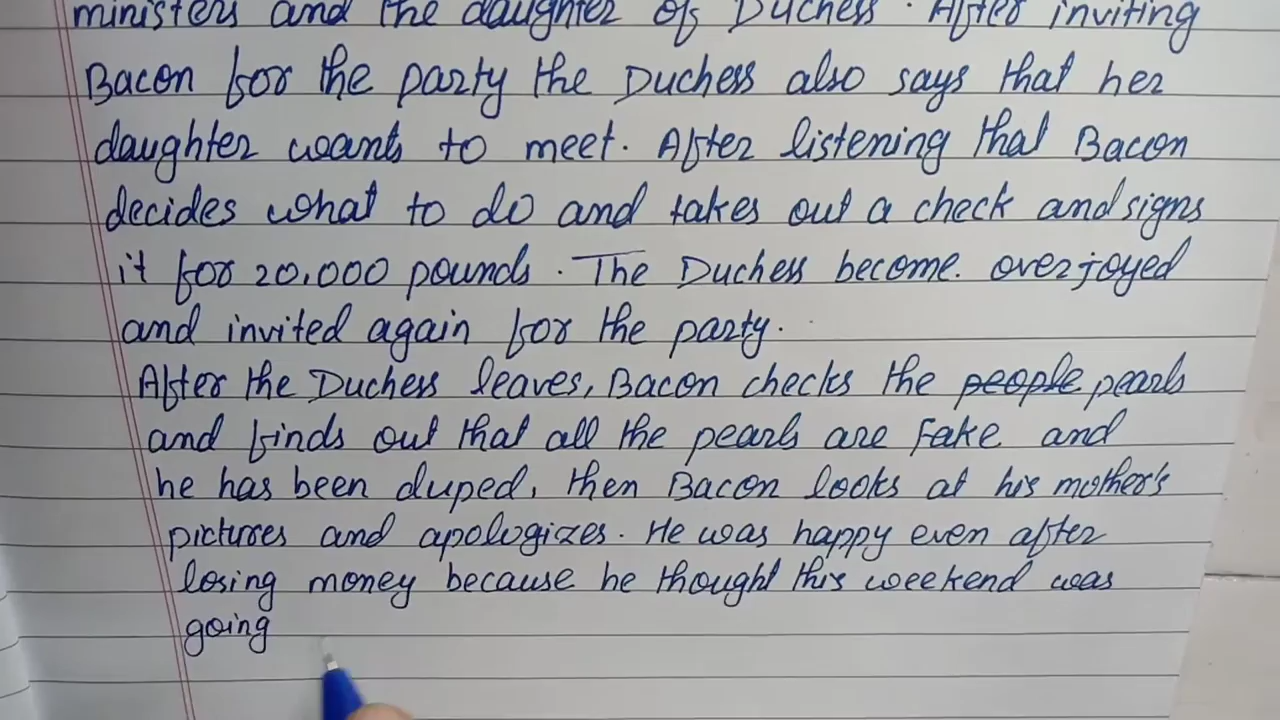 ministers and the daughter of Duchess. After inviting
Bacon for the party the Duchess also says that her
daughter wants to meet. After listening that Bacon
decides what to do and takes out a check and signs
it for 20,000 pounds. The Duchess become overjoyed
and invited again for the party.
After the Duchess leaves, Bacon checks the people pearls
and finds out that all the pearls are Fake and
he has been duped, then Bacon looks at his mother's
pictures and apologizes. He was happy even after
losing money because he thought this weekend was
going